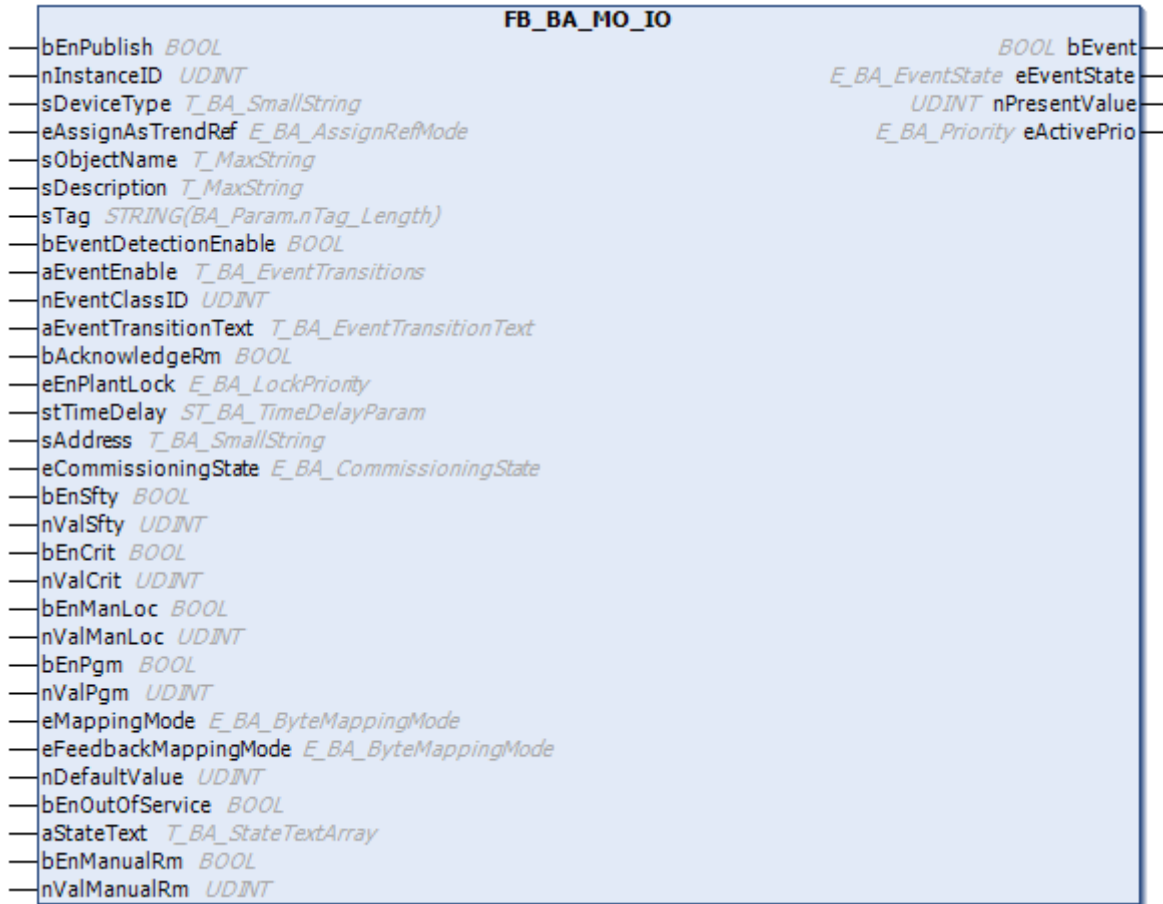 FB_BA_MO_IO
bEnPublish BOOL BOOL bEvent
nInstanceID UDINT E_BA_EventState eEventState
sDeviceType T_BA_SmallString UDINT nPresentValue
eAssignAsTrendRef E_BA_AssignRefMode E_BA_Priority eActivePrio
sObjectName T_MaxString
sDescription T_MaxString
sTag STRING(BA_Param.nTag_Length)
bEventDetectionEnable BOOL
aEventEnable T_BA_EventTransitions
nEventClassID UDINT
aEventTransitionText T_BA_EventTransitionText
bAcknowledgeRm BOOL
eEnPlantLock E_BA_LockPriority
stTimeDelay ST_BA_TimeDelayParam
sAddress T_BA_SmallString
eCommissioningState E_BA_CommissioningState
bEnSfty BOOL
nValSfty UDINT
bEnCrit BOOL
nValCrit UDINT
bEnManLoc BOOL
nValManLoc UDINT
bEnPgm BOOL
nValPgm UDINT
eMappingMode E_BA_ByteMappingMode
eFeedbackMappingMode E_BA_ByteMappingMode
nDefaultValue UDINT
bEnOutOfService BOOL
aStateText T_BA_StateTextArray
bEnManualRm BOOL
nValManualRm UDINT